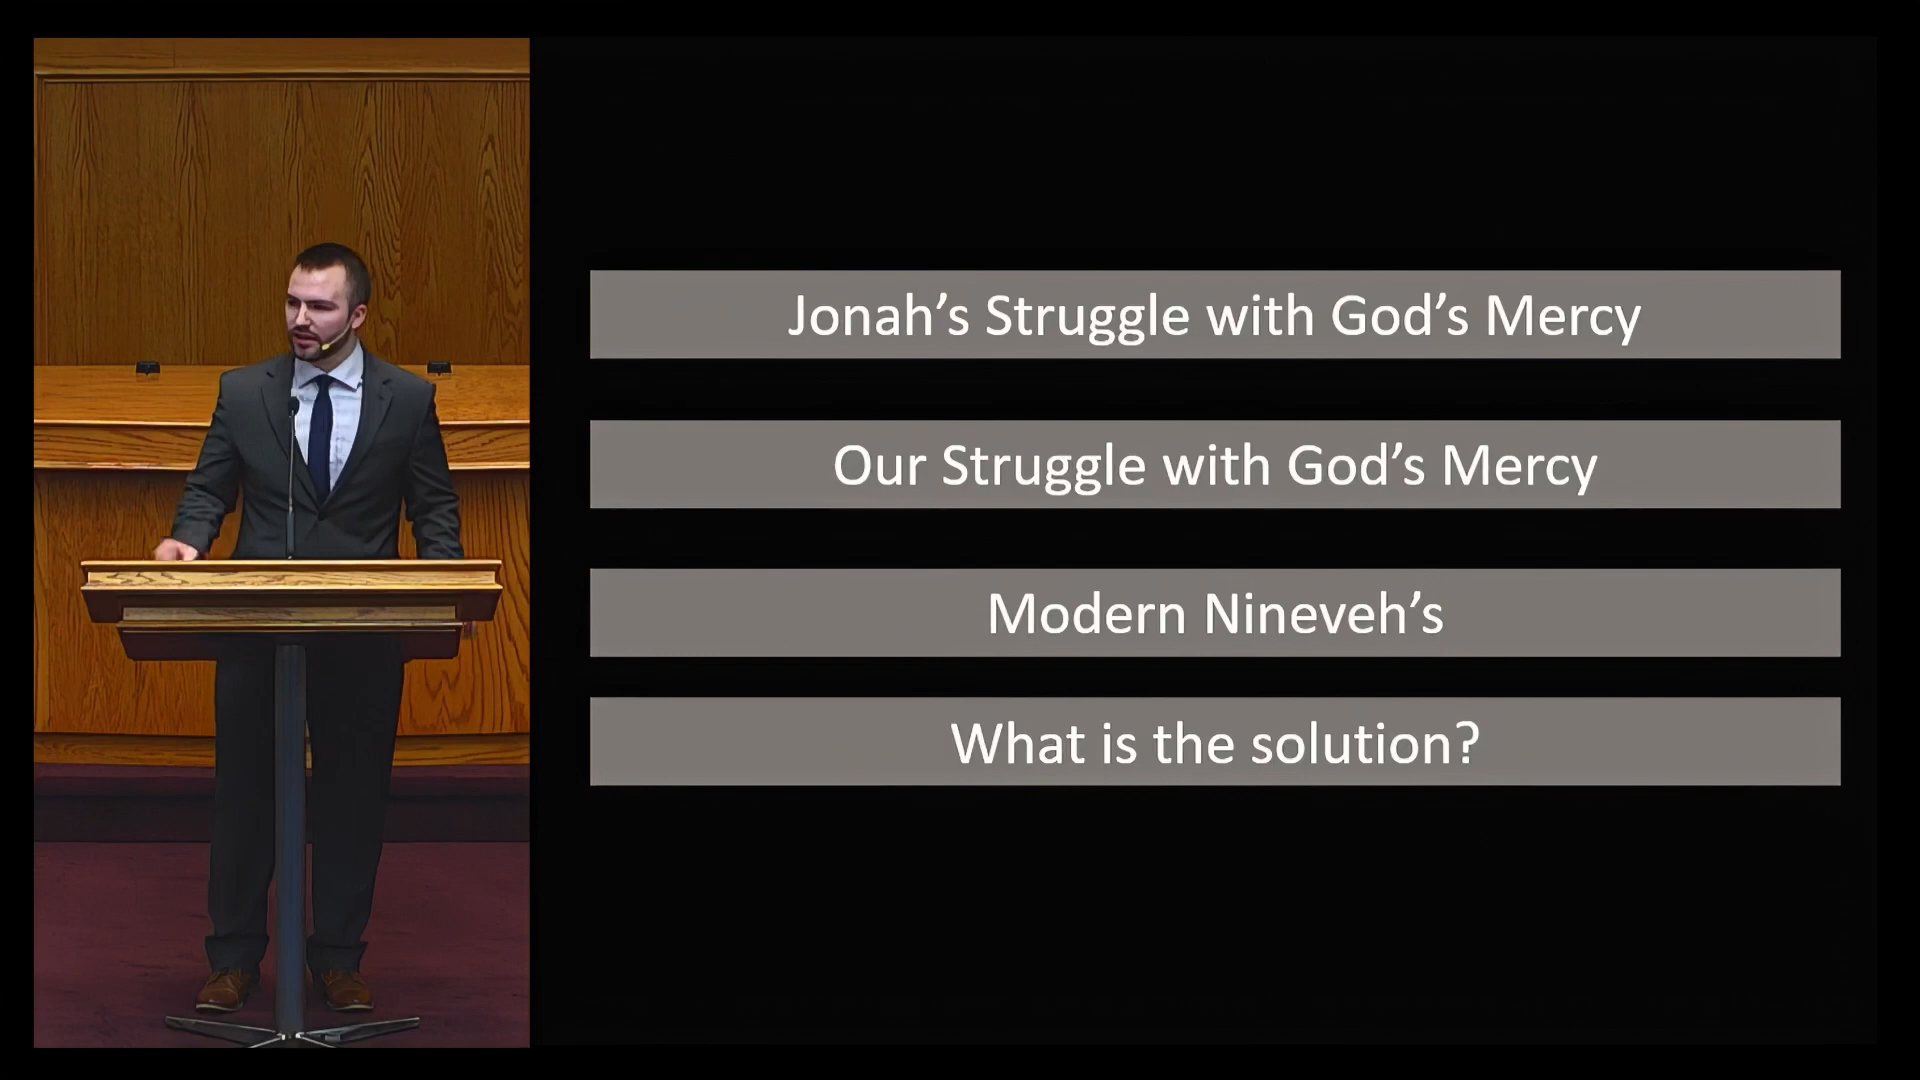 Jonah’s Struggle with God’s Mercy
Our Struggle with God’s Mercy
Modern Nineveh’s
What is the solution?